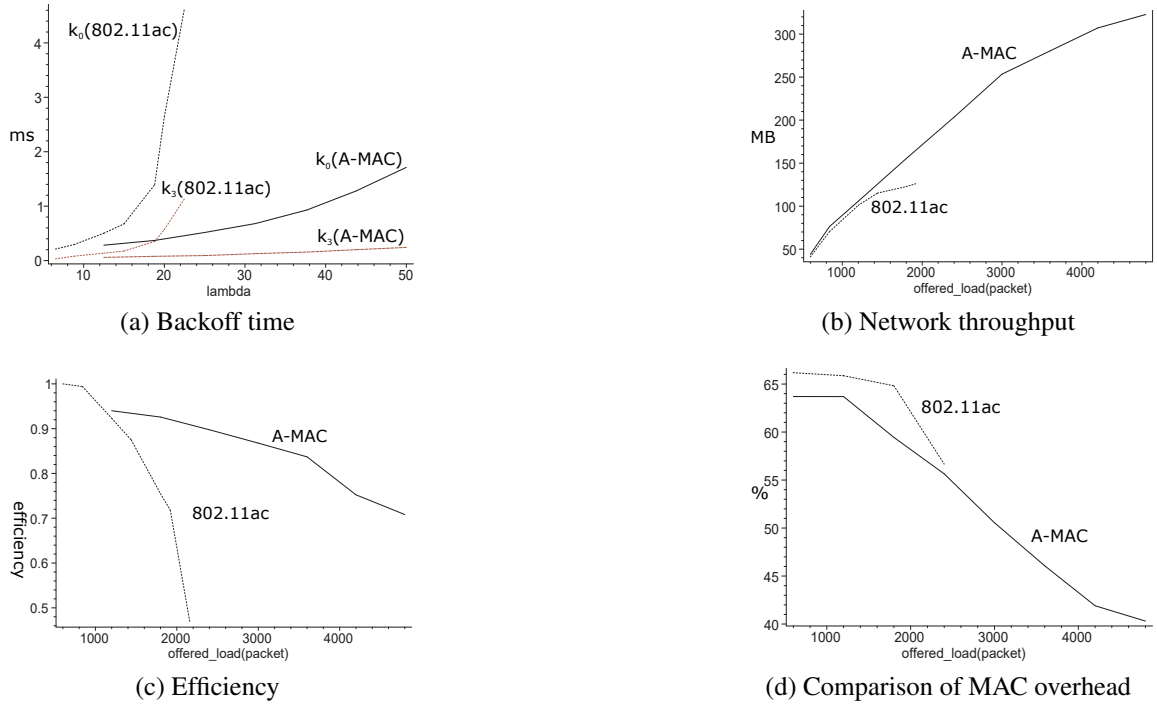 k₀(802.11ac)
4
3
ms
2
k₀(A-MAC)
k₃(802.11ac)
1
k₃(A-MAC)
0
10 20 30 40 50
lambda
(a) Backoff time
300
A-MAC
250
200
MB
150
802.11ac
100
50
1000 2000 3000 4000
offered_load(packet)
(b) Network throughput
1
0.9
A-MAC
0.8
efficiency
802.11ac
0.7
0.6
0.5
1000 2000 3000 4000
offered_load(packet)
(c) Efficiency
65
802.11ac
60
55
%
50
A-MAC
45
40
1000 2000 3000 4000
offered_load(packet)
(d) Comparison of MAC overhead